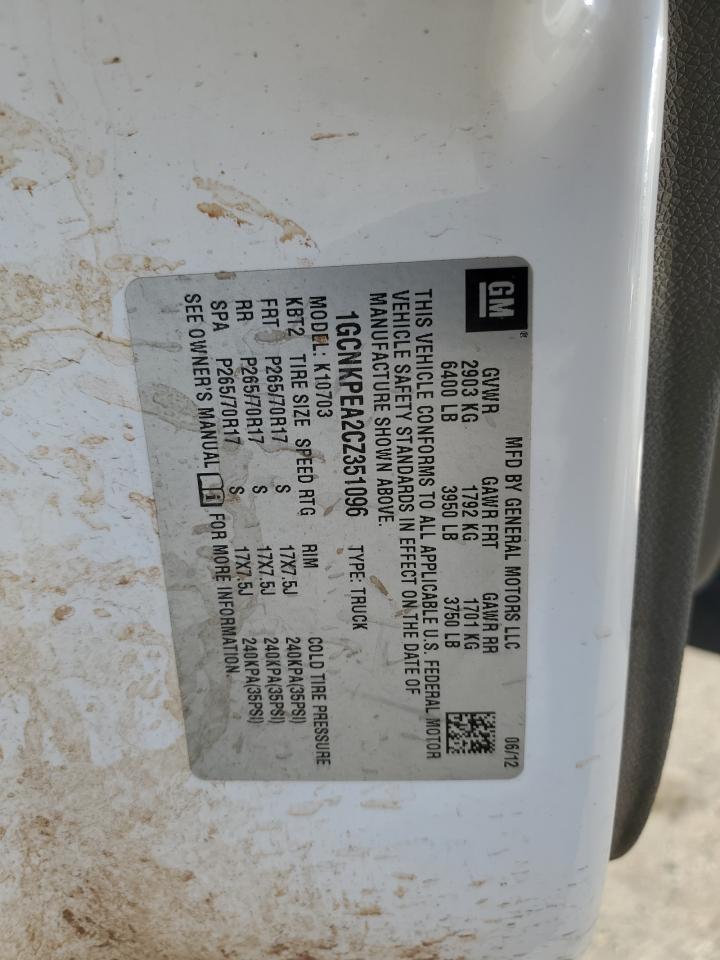 GM®
MFD BY GENERAL MOTORS LLC 06/12
GVWR GAWR FRT GAWR RR
2903 KG 1792 KG 1701 KG
6400 LB 3950 LB 3750 LB
THIS VEHICLE CONFORMS TO ALL APPLICABLE U.S. FEDERAL MOTOR
VEHICLE SAFETY STANDARDS IN EFFECT ON THE DATE OF
MANUFACTURE SHOWN ABOVE.
1GCNKPEA2CZ351096 TYPE: TRUCK
MODEL: K10703
KBT2 TIRE SIZE SPEED RTG RIM COLD TIRE PRESSURE
FRT P265/70R17 S 17X7.5J 240KPA(35PSI)
RR P265/70R17 S 17X7.5J 240KPA(35PSI)
SPA P265/70R17 S 17X7.5J 240KPA(35PSI)
SEE OWNER'S MANUAL FOR MORE INFORMATION.